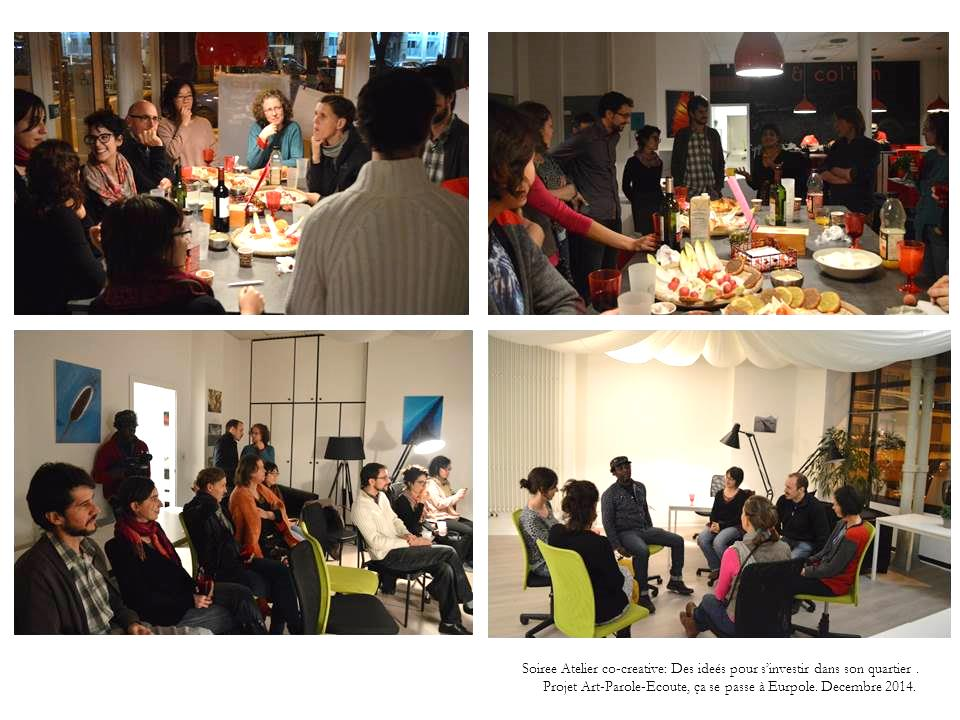 & col'i
Soiree Atelier co-creative: Des ideés pour s'investir dans son quartier .
Projet Art-Parole-Ecoute, ça se passe à Eurpole. Decembre 2014.